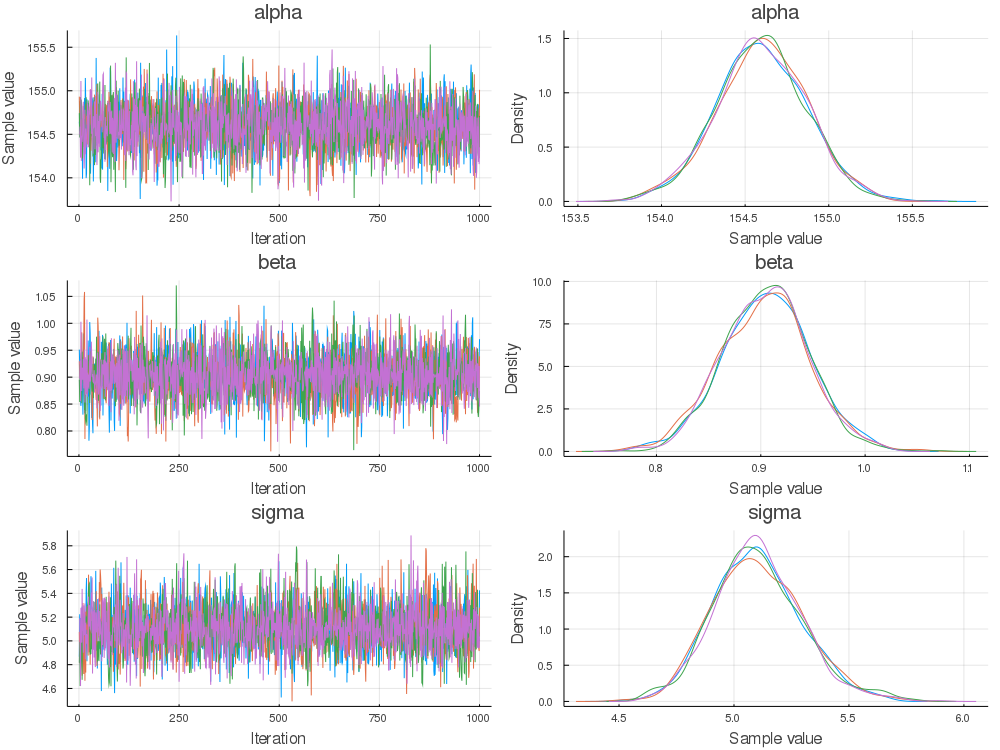 alpha
Sample value
155.5
155.0
154.5
154.0
0 250 500 750 1000
Iteration
alpha
Density
1.5
1.0
0.5
0.0
153.5 154.0 154.5 155.0 155.5
Sample value
beta
Sample value
1.05
1.00
0.95
0.90
0.85
0.80
0 250 500 750 1000
Iteration
beta
Density
10.0
7.5
5.0
2.5
0.0
0.8 0.9 1.0 1.1
Sample value
sigma
Sample value
5.8
5.6
5.4
5.2
5.0
4.8
4.6
0 250 500 750 1000
Iteration
sigma
Density
2.0
1.5
1.0
0.5
0.0
4.5 5.0 5.5 6.0
Sample value